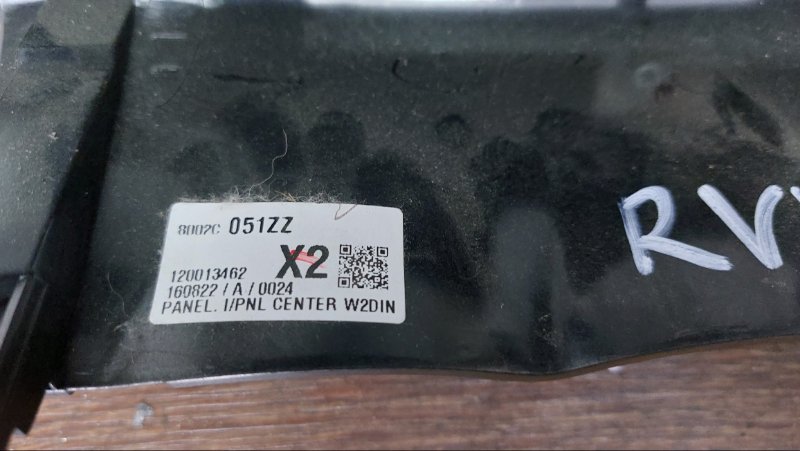 8002C 051ZZ
X2
120013462
160822 / A / 0024
PANEL. I/PNL CENTER W2DIN
RV